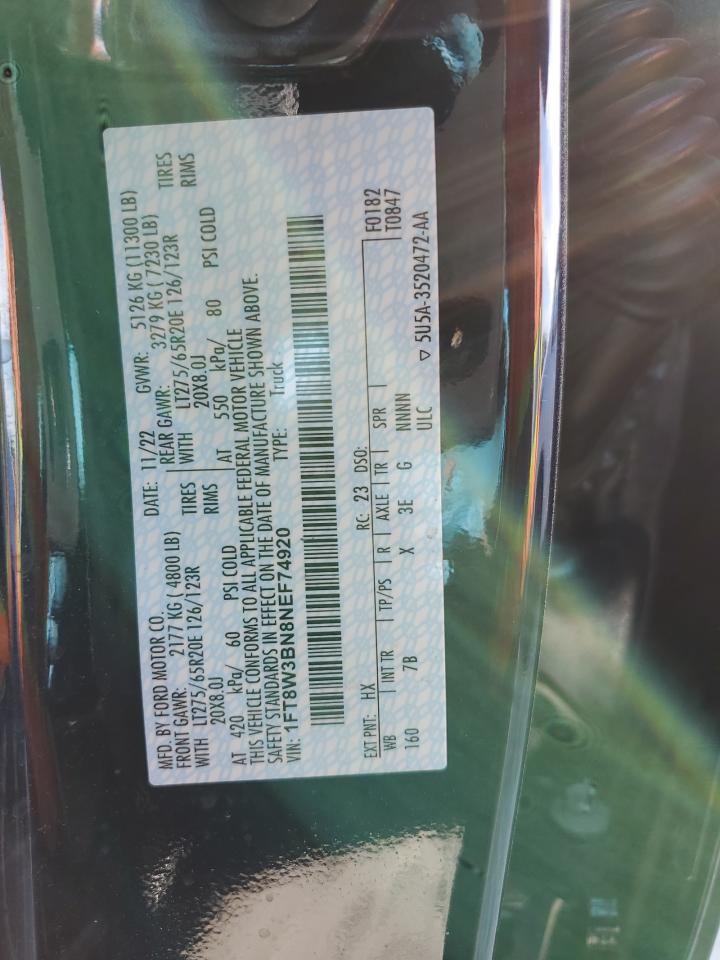 MFD. BY FORD MOTOR CO. DATE: 11/22 GVWR: 5126 KG (11300 LB)
FRONT GAWR: 2177 KG (4800 LB) REAR GAWR: 3279 KG (7230 LB)
WITH LT275/65R20E 126/123R TIRES WITH LT275/65R20E 126/123R TIRES
20X8.0J RIMS 20X8.0J RIMS
AT 420 kPa/ 60 PSI COLD AT 550 kPa/ 80 PSI COLD
THIS VEHICLE CONFORMS TO ALL APPLICABLE FEDERAL MOTOR VEHICLE
SAFETY STANDARDS IN EFFECT ON THE DATE OF MANUFACTURE SHOWN ABOVE.
VIN: 1FT8W3BN8NEF74920 TYPE: Truck
F0182
EXT PNT: HX RC: 23 DSO: T0847
WB INT TR TP/PS R AXLE TR SPR
160 7B X 3E G NNNN
ULC ▽ 5U5A-3520472-AA